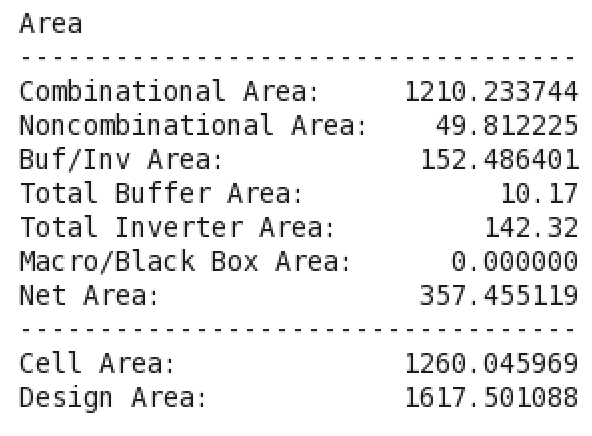 Area
-----------------------------------
Combinational Area: 1210.233744
Noncombinational Area: 49.812225
Buf/Inv Area: 152.486401
Total Buffer Area: 10.17
Total Inverter Area: 142.32
Macro/Black Box Area: 0.000000
Net Area: 357.455119
-----------------------------------
Cell Area: 1260.045969
Design Area: 1617.501088